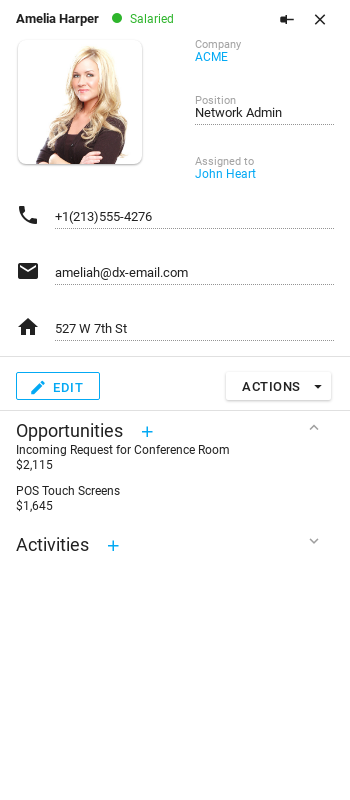 Amelia Harper
Salaried
Company
ACME
Position
Network Admin
Assigned to
John Heart
+1(213)555-4276
ameliah@dx-email.com
527 W 7th St
EDIT
ACTIONS
Opportunities
Incoming Request for Conference Room
$2,115
POS Touch Screens
$1,645
Activities